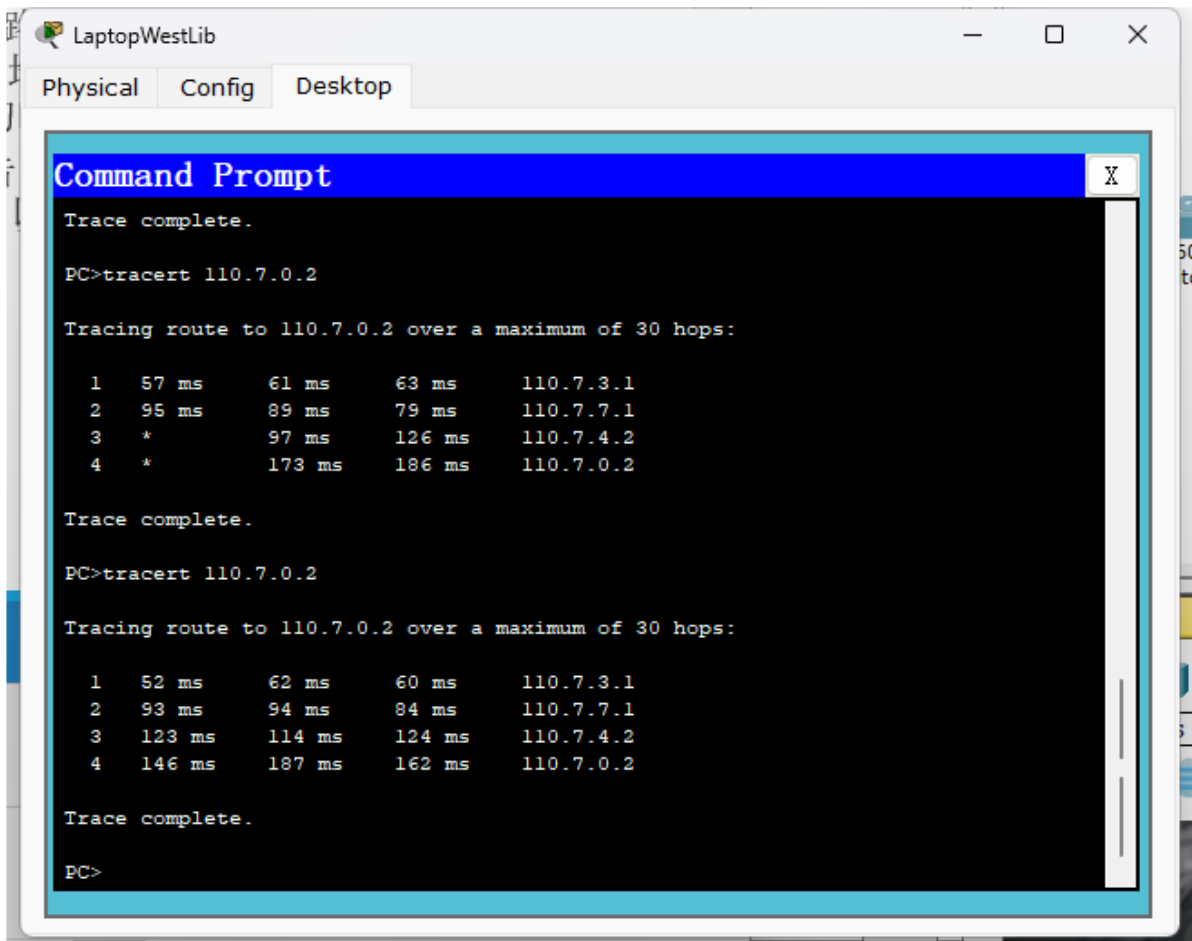 LaptopWestLib
Physical Config Desktop
Command Prompt X
Trace complete.
PC>tracert 110.7.0.2
Tracing route to 110.7.0.2 over a maximum of 30 hops:
1 57 ms 61 ms 63 ms 110.7.3.1
2 95 ms 89 ms 79 ms 110.7.7.1
3 * 97 ms 126 ms 110.7.4.2
4 * 173 ms 186 ms 110.7.0.2
Trace complete.
PC>tracert 110.7.0.2
Tracing route to 110.7.0.2 over a maximum of 30 hops:
1 52 ms 62 ms 60 ms 110.7.3.1
2 93 ms 94 ms 84 ms 110.7.7.1
3 123 ms 114 ms 124 ms 110.7.4.2
4 146 ms 187 ms 162 ms 110.7.0.2
Trace complete.
PC>